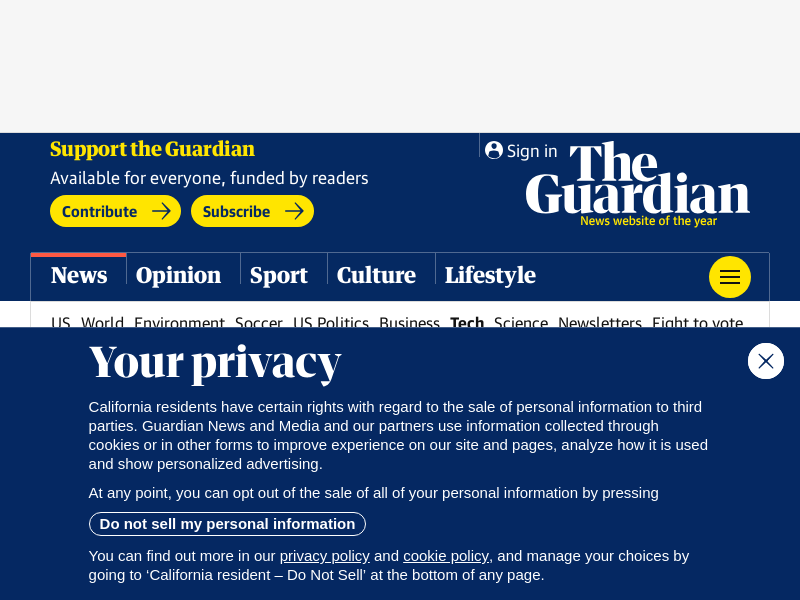 Support the Guardian
Available for everyone, funded by readers
Contribute
Subscribe
Sign in
The
Guardian
News website of the year
News Opinion Sport Culture Lifestyle
US World Environment Soccer US Politics Business Tech Science Newsletters Fight to vote
Your privacy
California residents have certain rights with regard to the sale of personal information to third
parties. Guardian News and Media and our partners use information collected through
cookies or in other forms to improve experience on our site and pages, analyze how it is used
and show personalized advertising.
At any point, you can opt out of the sale of all of your personal information by pressing
Do not sell my personal information
You can find out more in our privacy policy and cookie policy, and manage your choices by
going to ‘California resident – Do Not Sell’ at the bottom of any page.